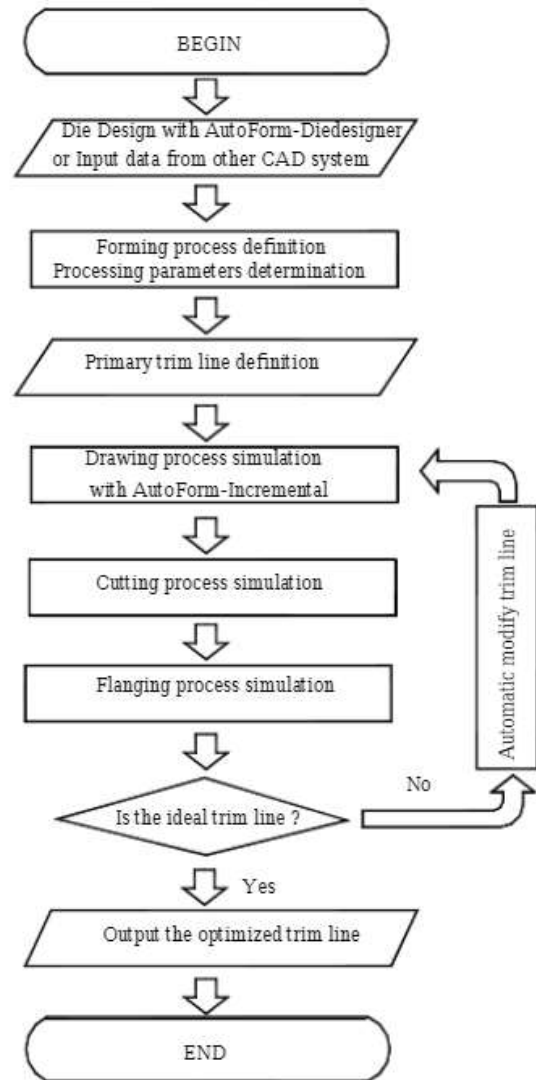 BEGIN
Die Design with AutoForm-Diedesigner
or Input data from other CAD system
Forming process definition
Processing parameters determination
Primary trim line definition
Drawing process simulation
with AutoForm-Incremental
Cutting process simulation
Flanging process simulation
Is the ideal trim line ?
No
Automatic modify trim line
Yes
Output the optimized trim line
END